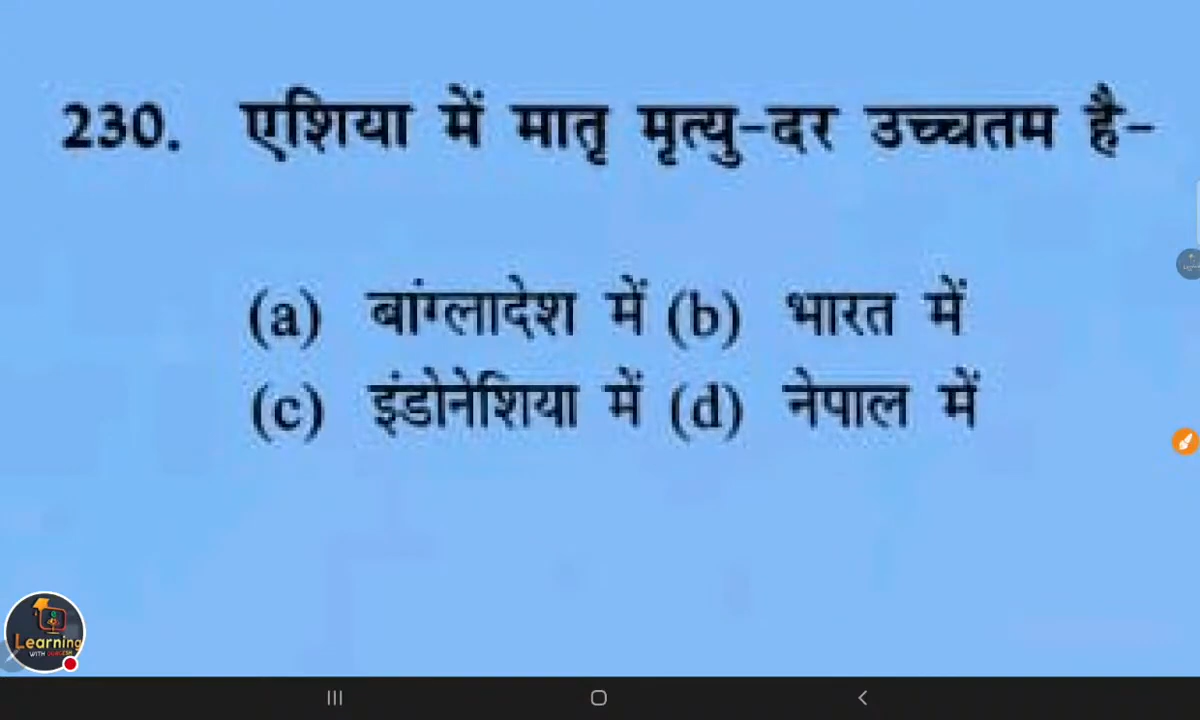 230. एशिया में मातृ मृत्यु-दर उच्चतम है-
(a) बांग्लादेश में (b) भारत में
(c) इंडोनेशिया में (d) नेपाल में
Learning